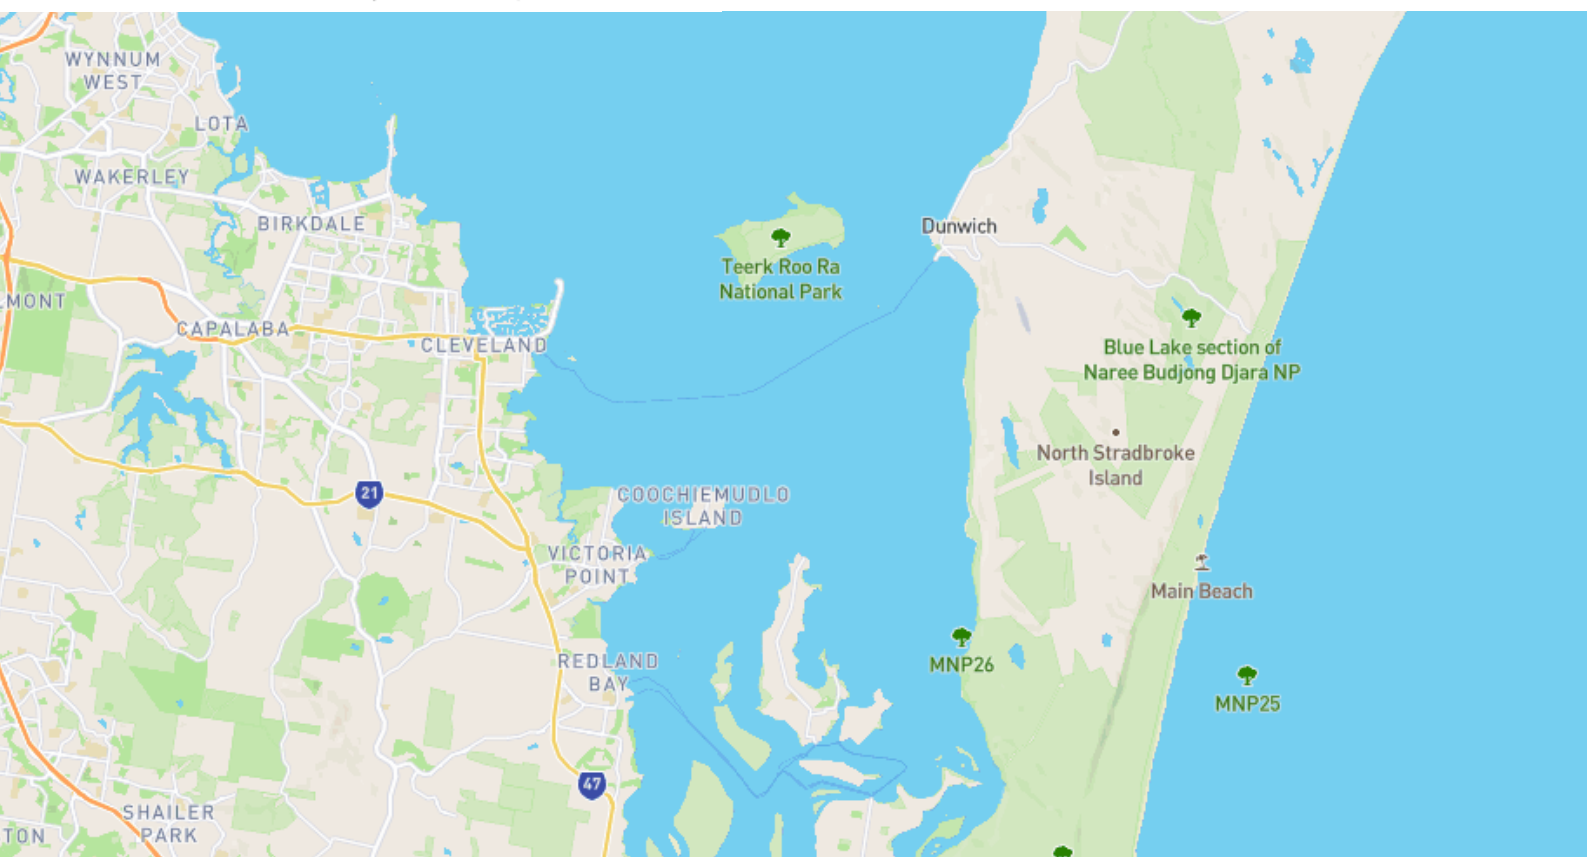 WYNNUM
WEST
LOTA
WAKERLEY
BIRKDALE
Dunwich
Teerk Roo Ra
National Park
LMONT
CAPALABA
CLEVELAND
Blue Lake section of
Naree Budjong Djara NP
North Stradbroke
Island
21
COOCHIEMUDLO
ISLAND
VICTORIA
POINT
Main Beach
MNP26
REDLAND
BAY
MNP25
47
SHAILER
PARK
TON